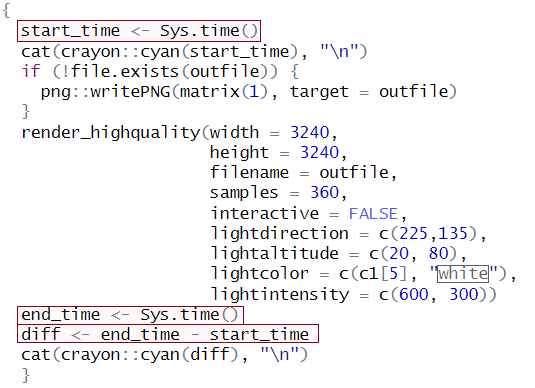 {
start_time <- Sys.time()
cat(crayon::cyan(start_time), "\n")
if (!file.exists(outfile)) {
png::writePNG(matrix(1), target = outfile)
}
render_highquality(width = 3240,
height = 3240,
filename = outfile,
samples = 360,
interactive = FALSE,
lightdirection = c(225,135),
lightaltitude = c(20, 80),
lightcolor = c(c1[5], "white"),
lightintensity = c(600, 300))
end_time <- Sys.time()
diff <- end_time - start_time
cat(crayon::cyan(diff), "\n")
}